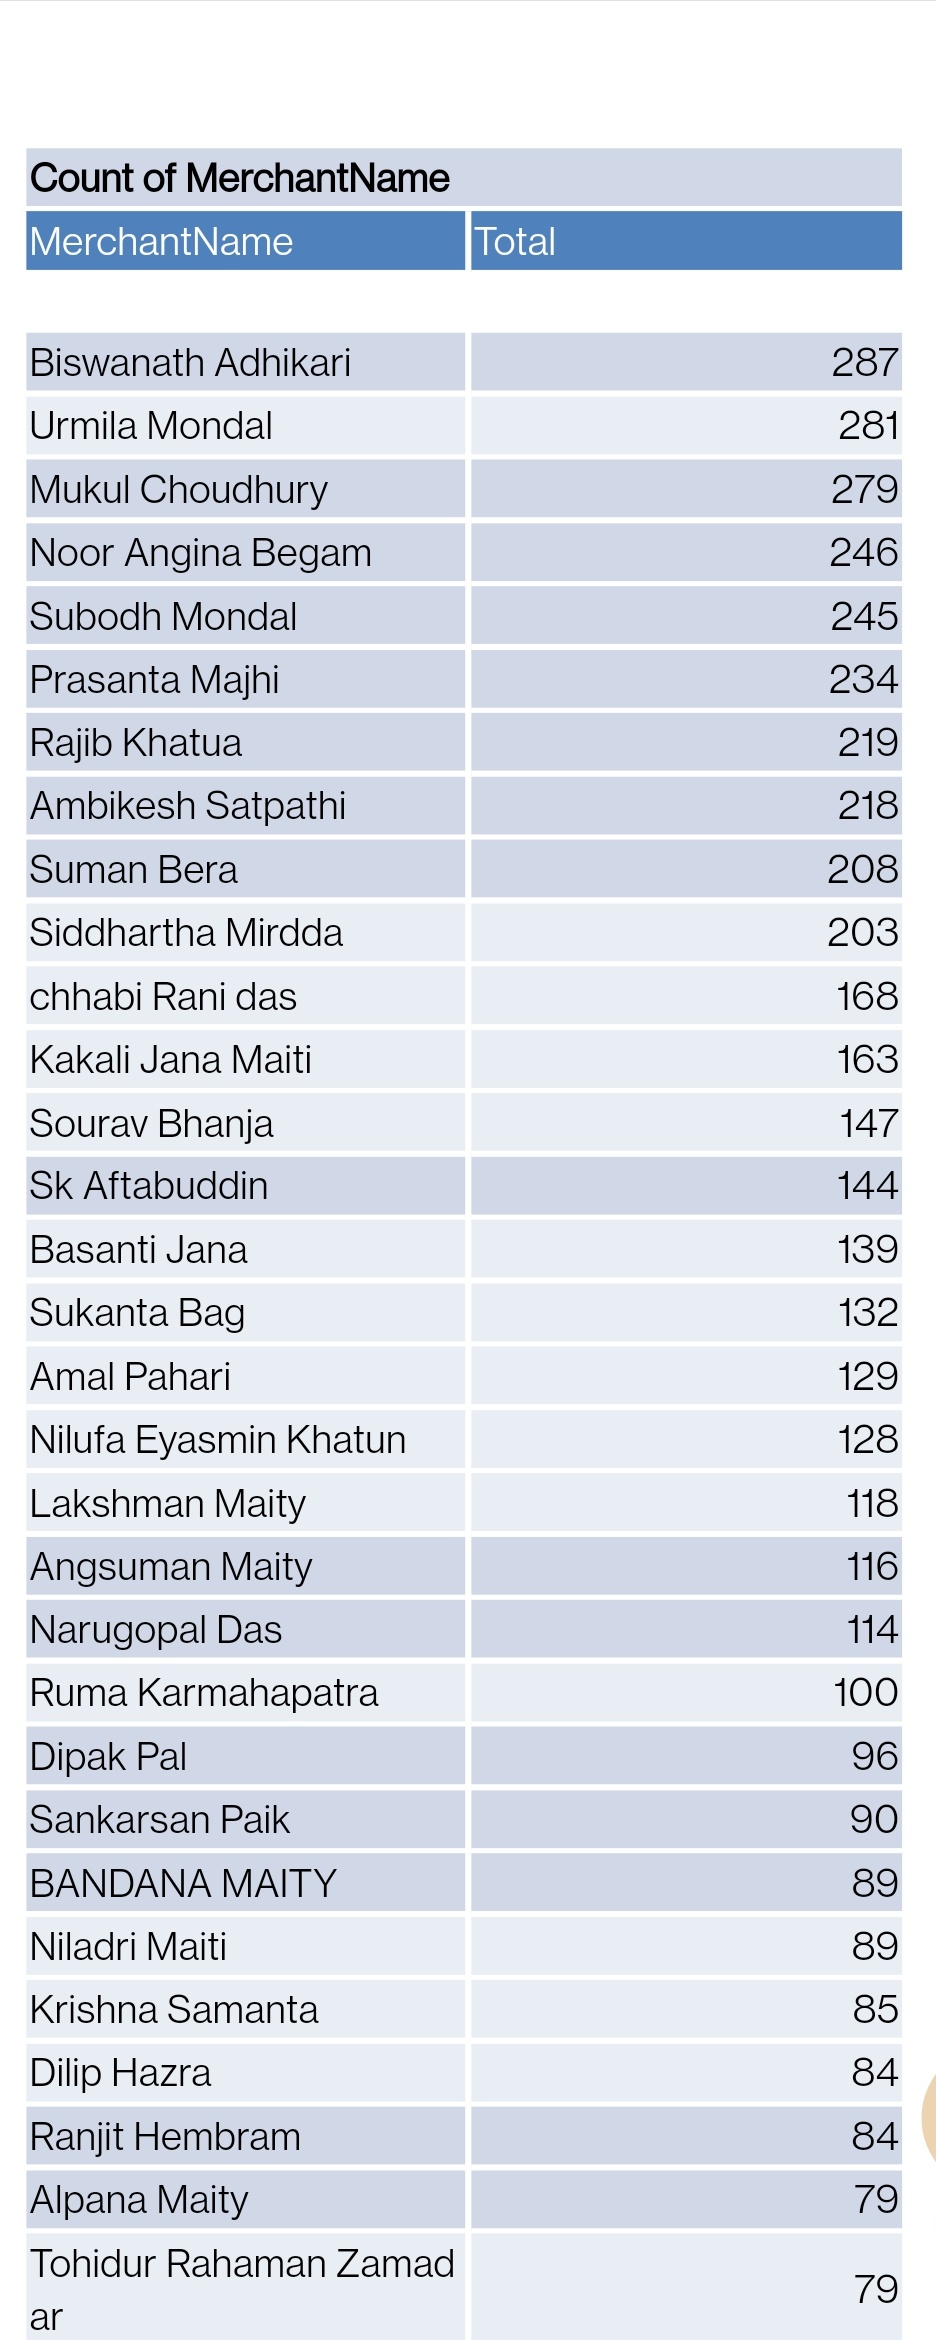 Count of MerchantName
MerchantName Total
Biswanath Adhikari 287
Urmila Mondal 281
Mukul Choudhury 279
Noor Angina Begam 246
Subodh Mondal 245
Prasanta Majhi 234
Rajib Khatua 219
Ambikesh Satpathi 218
Suman Bera 208
Siddhartha Mirdda 203
chhabi Rani das 168
Kakali Jana Maiti 163
Sourav Bhanja 147
Sk Aftabuddin 144
Basanti Jana 139
Sukanta Bag 132
Amal Pahari 129
Nilufa Eyasmin Khatun 128
Lakshman Maity 118
Angsuman Maity 116
Narugopal Das 114
Ruma Karmahapatra 100
Dipak Pal 96
Sankarsan Paik 90
BANDANA MAITY 89
Niladri Maiti 89
Krishna Samanta 85
Dilip Hazra 84
Ranjit Hembram 84
Alpana Maity 79
Tohidur Rahaman Zamad
ar 79